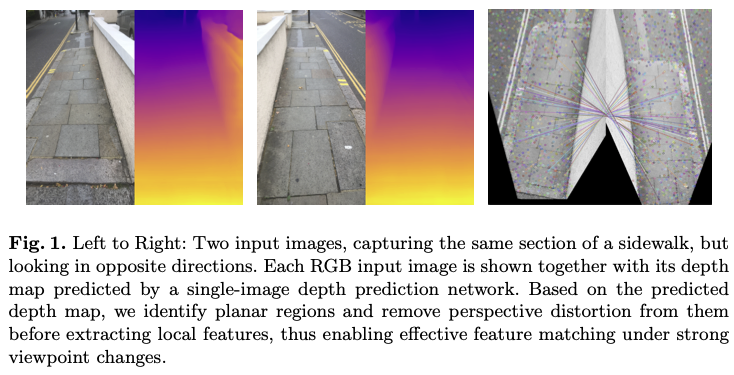 Fig. 1. Left to Right: Two input images, capturing the same section of a sidewalk, but
looking in opposite directions. Each RGB input image is shown together with its depth
map predicted by a single-image depth prediction network. Based on the predicted
depth map, we identify planar regions and remove perspective distortion from them
before extracting local features, thus enabling effective feature matching under strong
viewpoint changes.